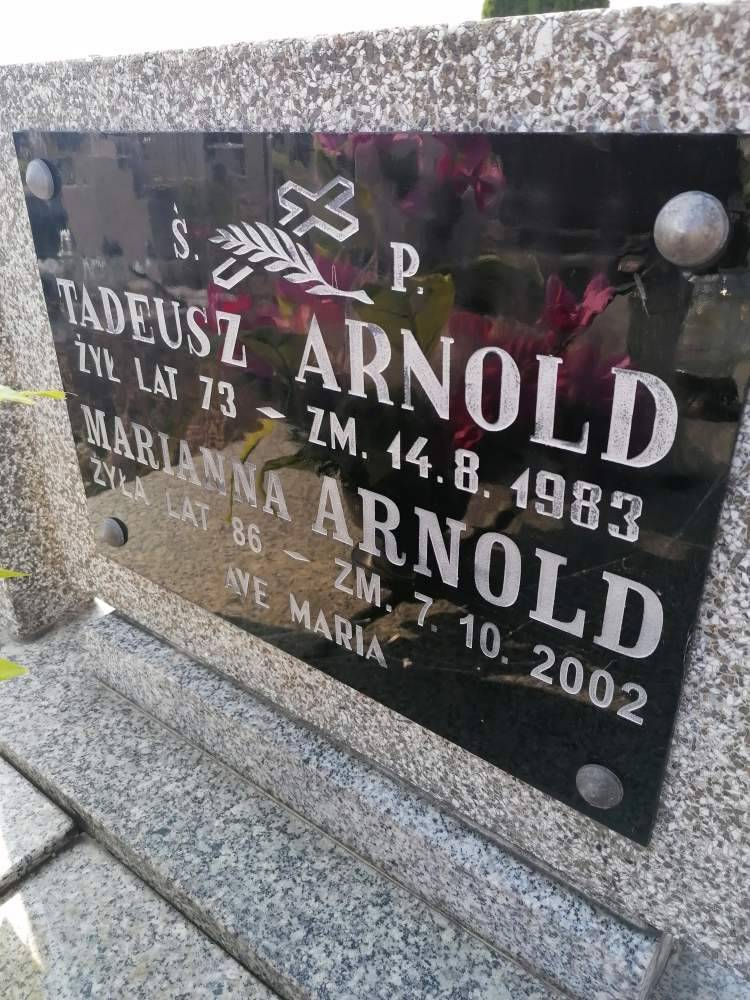 Ś. P.
TADEUSZ ARNOLD
ŻYŁ LAT 73 – ZM. 14.8.1983
MARIANNA ARNOLD
ŻYŁA LAT 86 – ZM. 7.10.2002
AVE MARIA